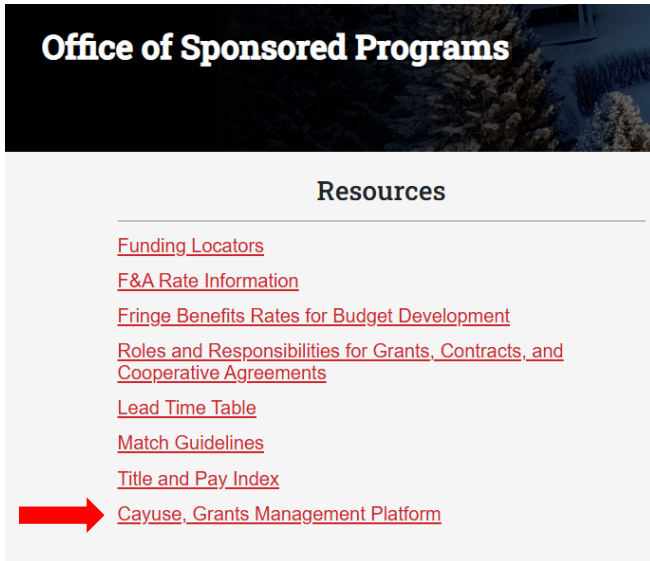 Office of Sponsored Programs
Resources
Funding Locators
F&A Rate Information
Fringe Benefits Rates for Budget Development
Roles and Responsibilities for Grants, Contracts, and
Cooperative Agreements
Lead Time Table
Match Guidelines
Title and Pay Index
Cayuse, Grants Management Platform